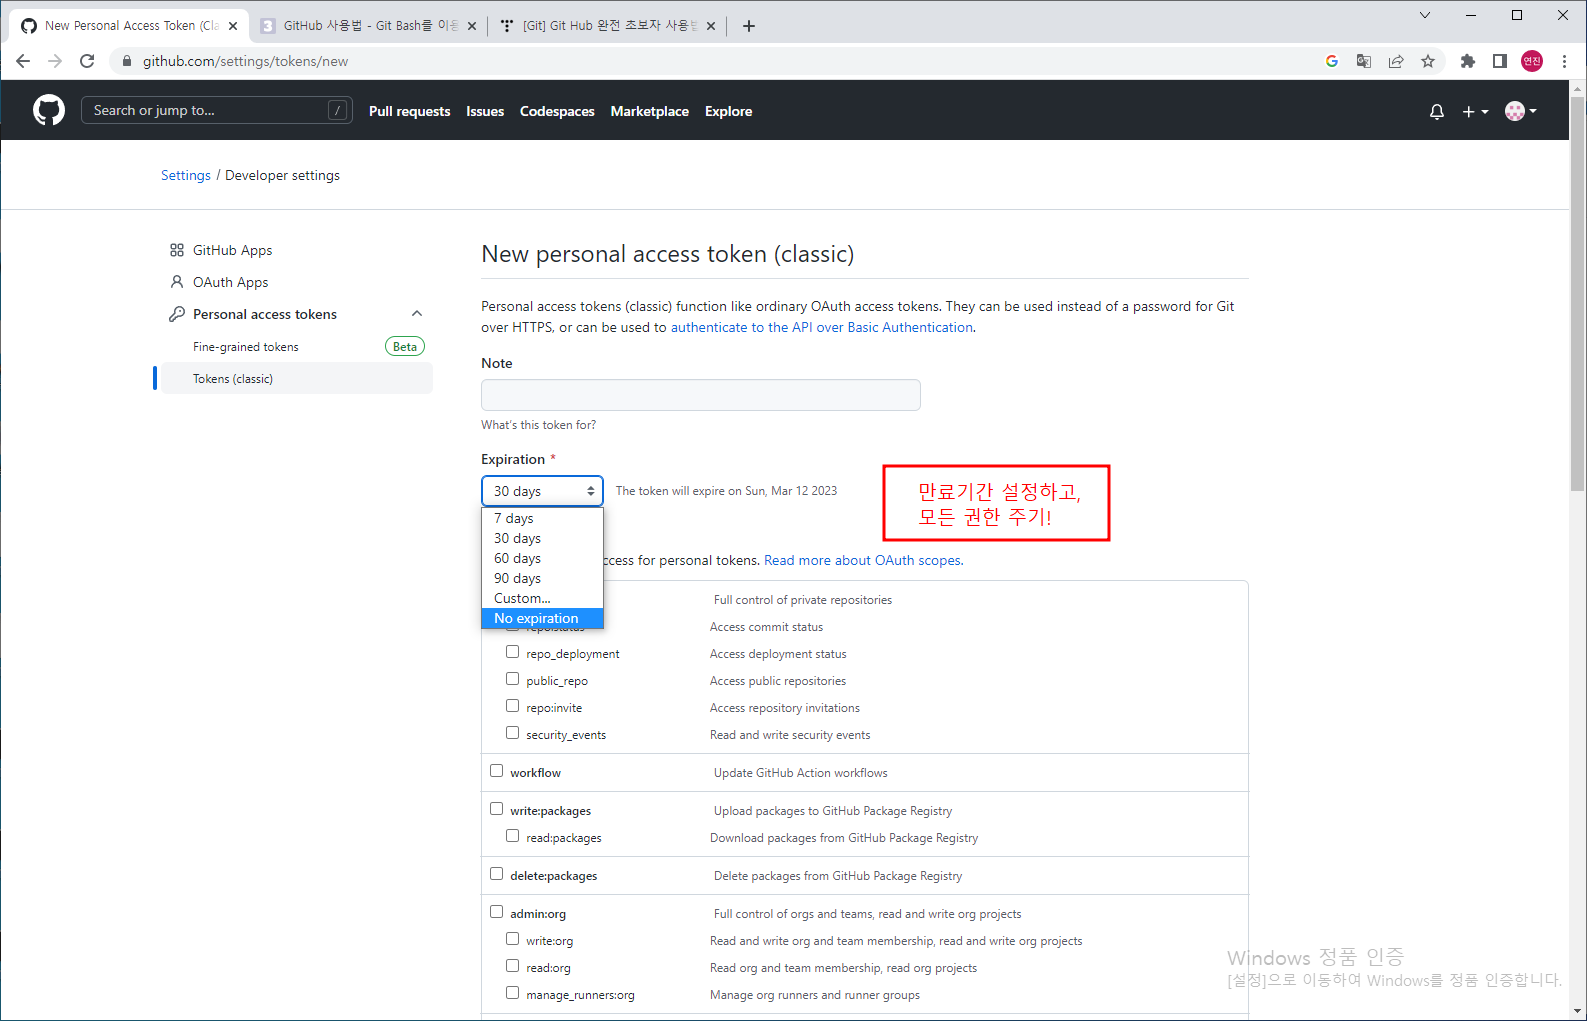 New Personal Access Token (Cla
GitHub 사용법 - Git Bash를 이용
[Git] Git Hub 완전 초보자 사용법
github.com/settings/tokens/new
연진
Search or jump to...
/
Pull requests
Issues
Codespaces
Marketplace
Explore
Settings / Developer settings
GitHub Apps
OAuth Apps
Personal access tokens
Fine-grained tokens
Beta
Tokens (classic)
New personal access token (classic)
Personal access tokens (classic) function like ordinary OAuth access tokens. They can be used instead of a password for Git
over HTTPS, or can be used to authenticate to the API over Basic Authentication.
Note
What's this token for?
Expiration *
30 days
The token will expire on Sun, Mar 12 2023
만료기간 설정하고,
모든 권한 주기!
7 days
30 days
60 days
90 days
Custom...
No expiration
ccess for personal tokens. Read more about OAuth scopes.
Full control of private repositories
repo:status
Access commit status
repo_deployment
Access deployment status
public_repo
Access public repositories
repo:invite
Access repository invitations
security_events
Read and write security events
workflow
Update GitHub Action workflows
write:packages
Upload packages to GitHub Package Registry
read:packages
Download packages from GitHub Package Registry
delete:packages
Delete packages from GitHub Package Registry
admin:org
Full control of orgs and teams, read and write org projects
write:org
Read and write org and team membership, read and write org projects
read:org
Read org and team membership, read org projects
manage_runners:org
Manage org runners and runner groups
Windows 정품 인증
[설정]으로 이동하여 Windows를 정품 인증합니다.